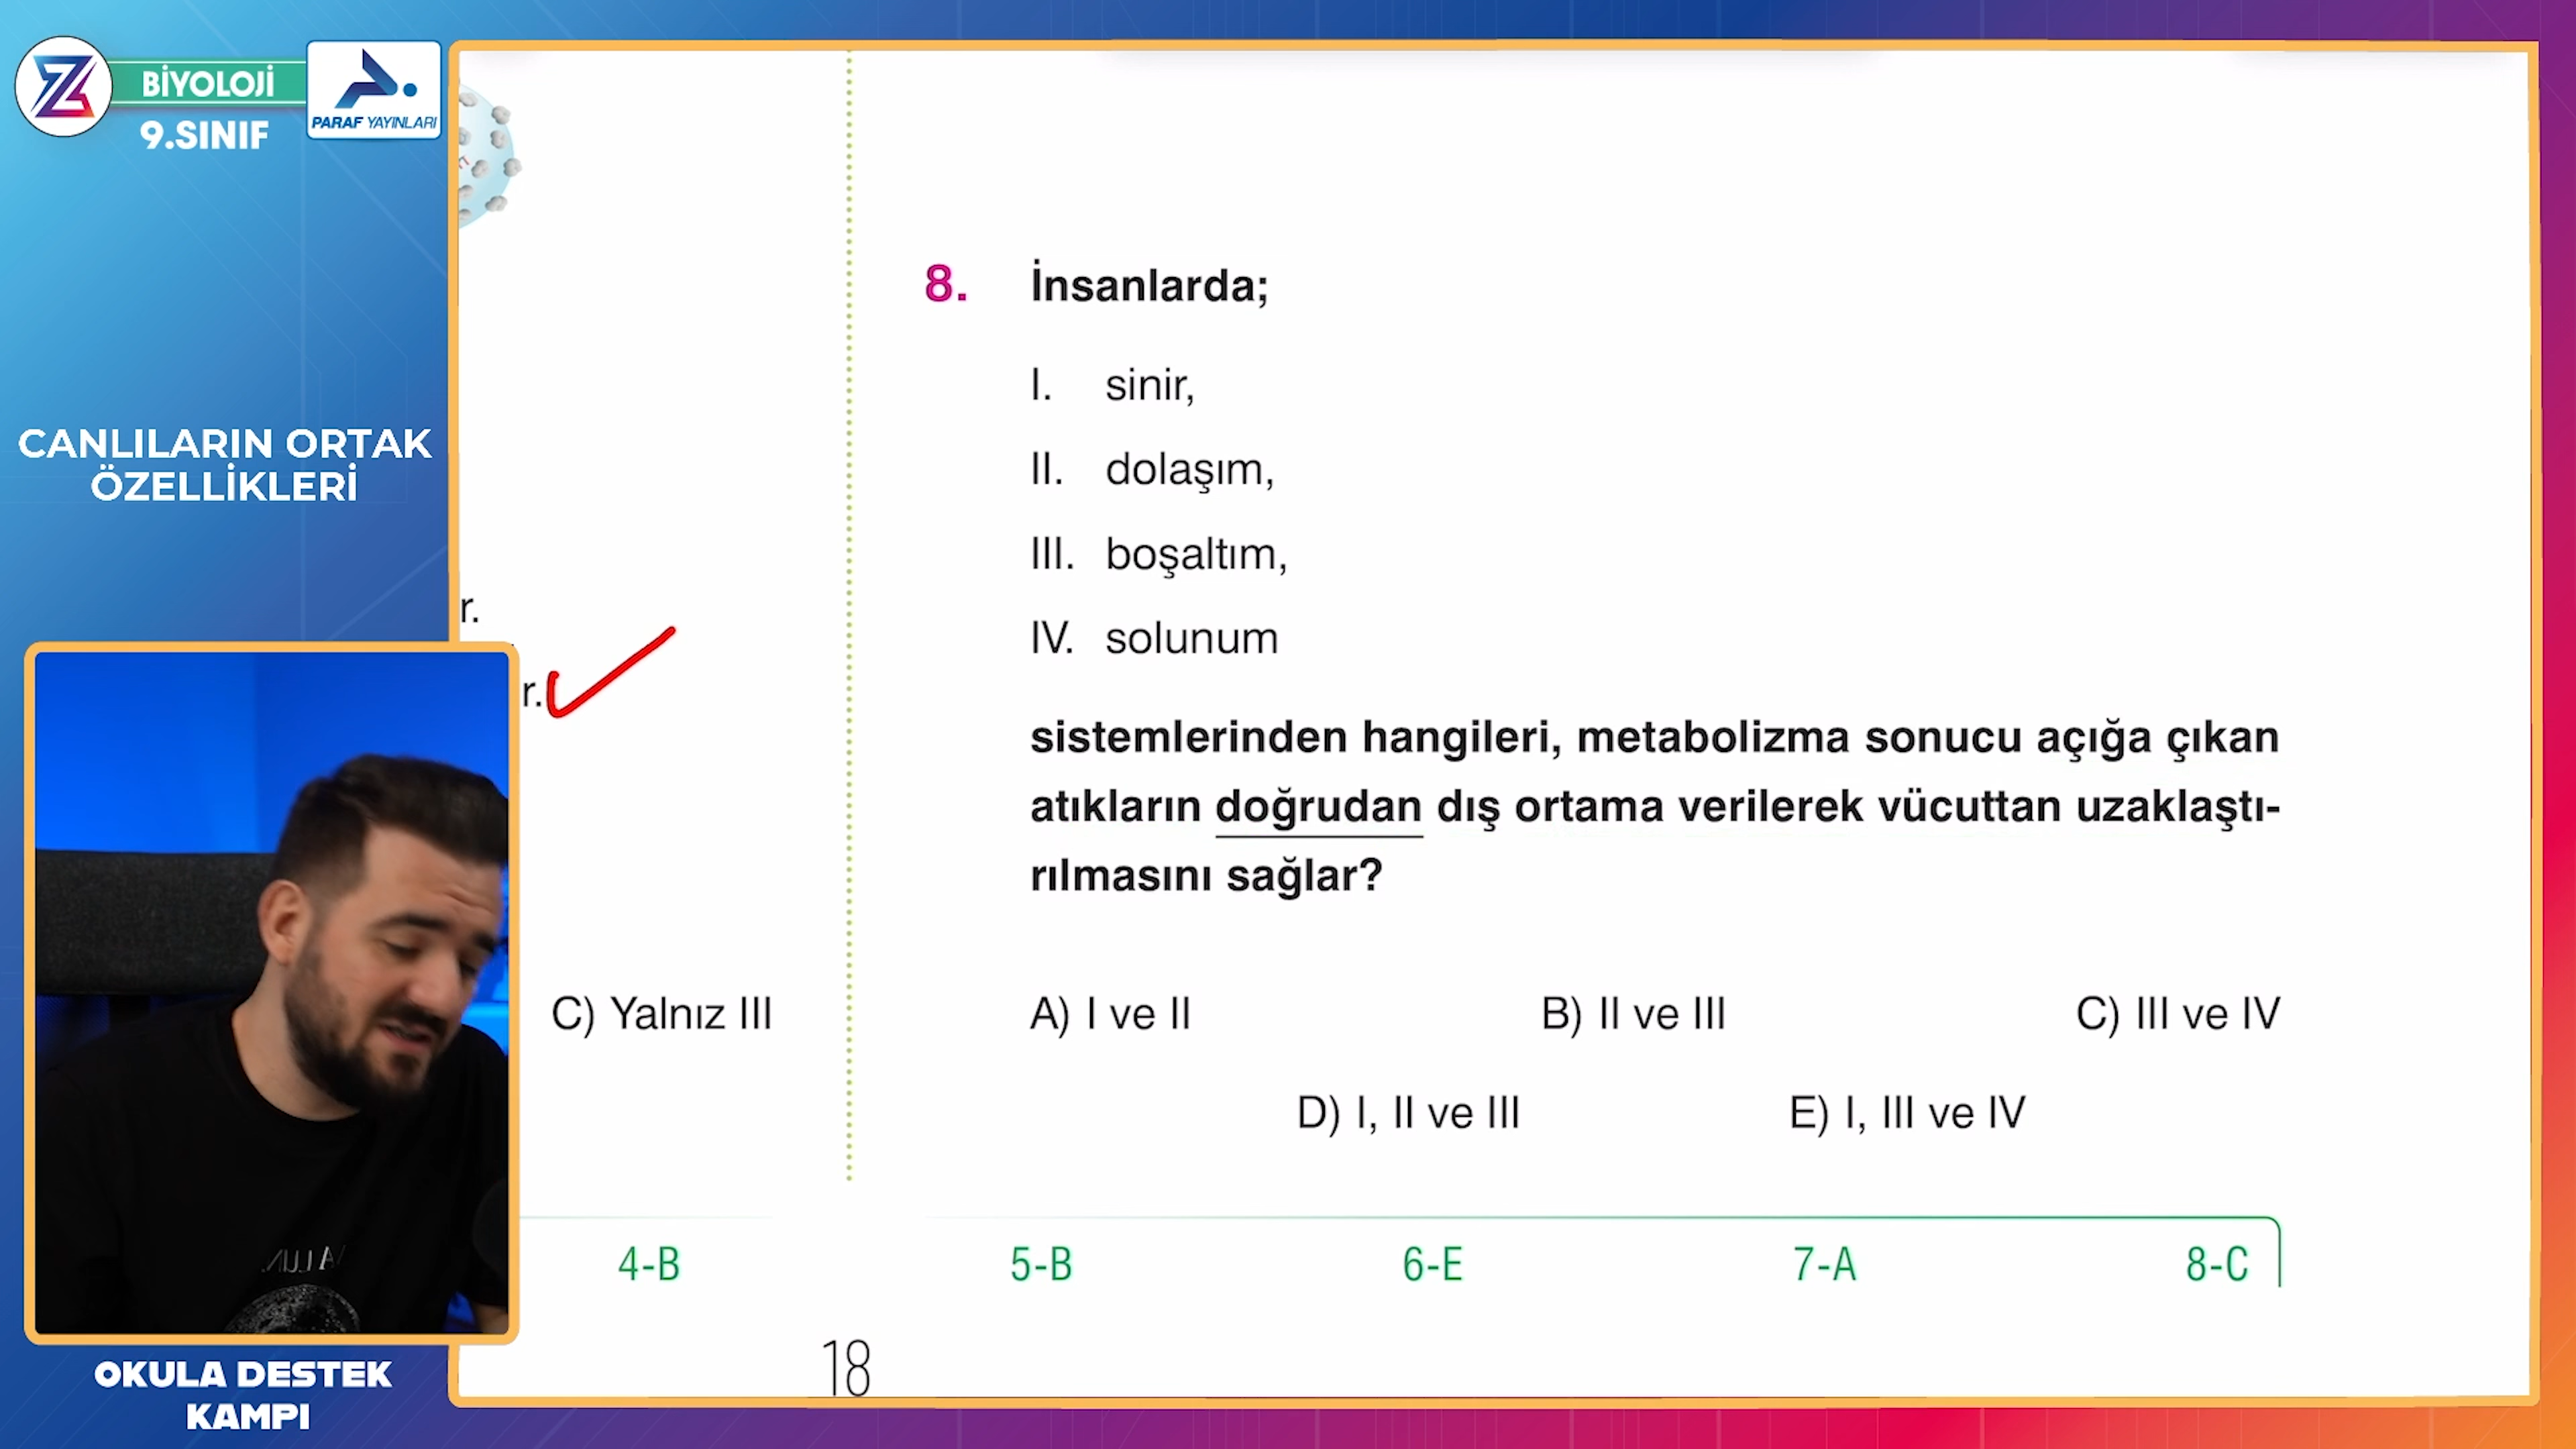 BİYOLOJİ
9.SINIF
PARAF YAYINLARI
CANLILARIN ORTAK
ÖZELLİKLERİ
r.
r.
C) Yalnız III
8. İnsanlarda;
I. sinir,
II. dolaşım,
III. boşaltım,
IV. solunum
sistemlerinden hangileri, metabolizma sonucu açığa çıkan
atıkların doğrudan dış ortama verilerek vücuttan uzaklaştı-
rılmasını sağlar?
A) I ve II B) II ve III C) III ve IV
D) I, II ve III E) I, III ve IV
4-B 5-B 6-E 7-A 8-C
18
OKULA DESTEK
KAMPI